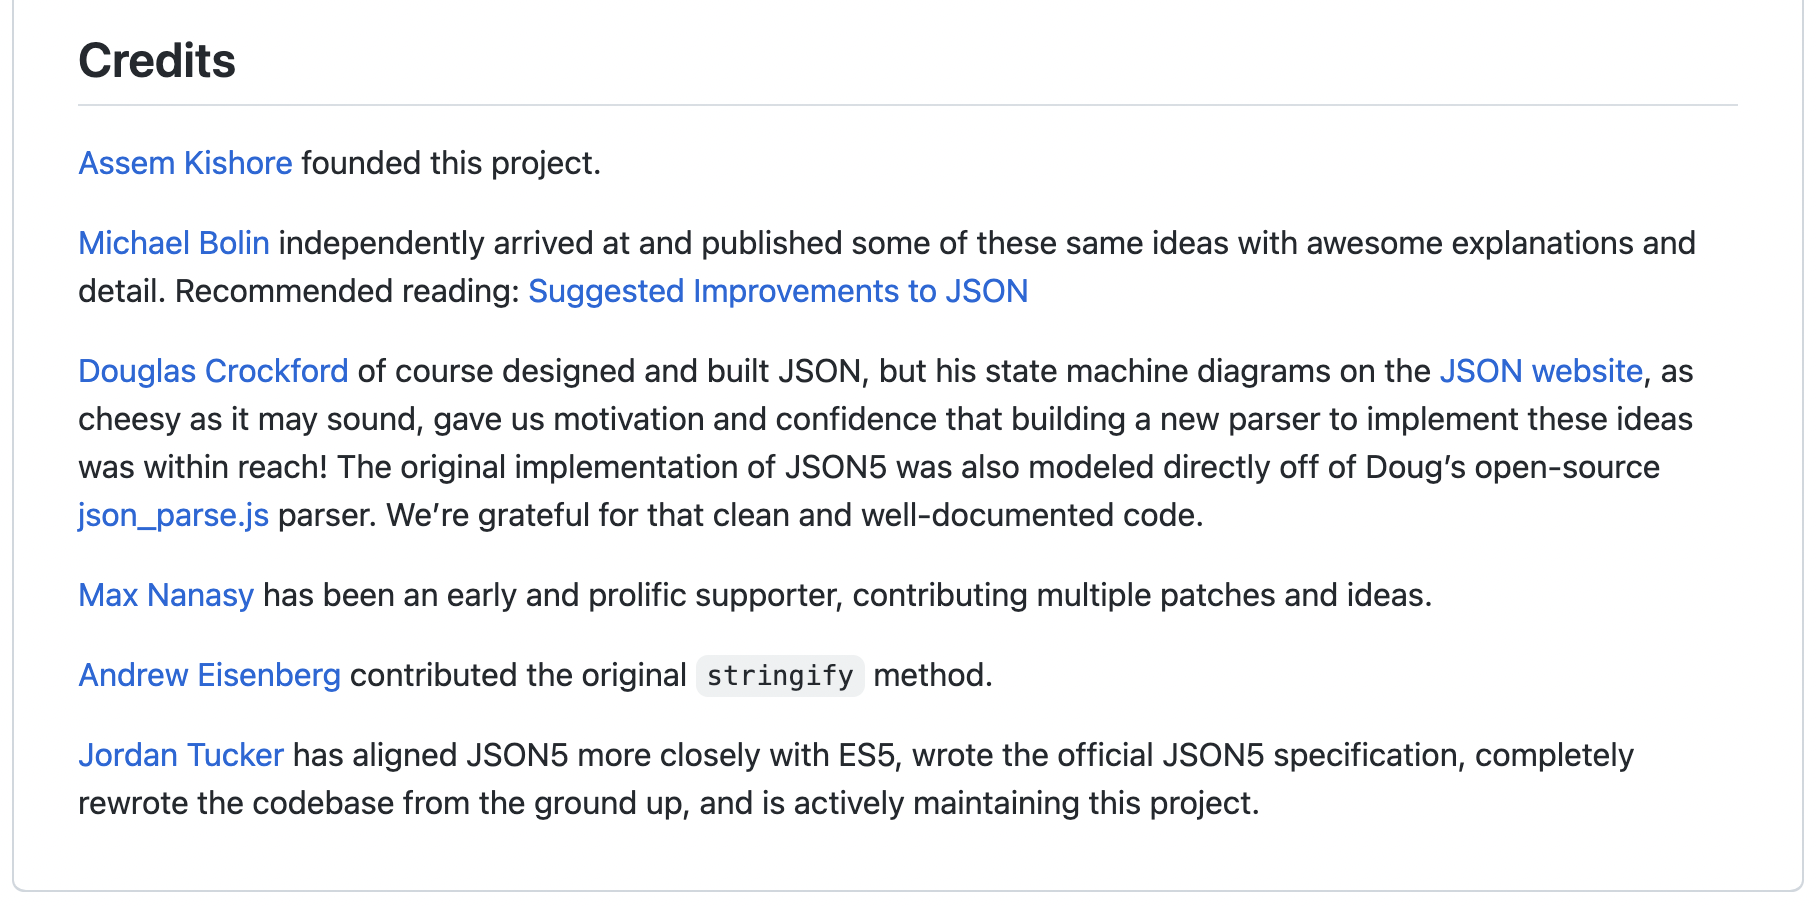 Credits
Assem Kishore founded this project.
Michael Bolin independently arrived at and published some of these same ideas with awesome explanations and
detail. Recommended reading: Suggested Improvements to JSON
Douglas Crockford of course designed and built JSON, but his state machine diagrams on the JSON website, as
cheesy as it may sound, gave us motivation and confidence that building a new parser to implement these ideas
was within reach! The original implementation of JSON5 was also modeled directly off of Doug’s open-source
json_parse.js parser. We’re grateful for that clean and well-documented code.
Max Nanasy has been an early and prolific supporter, contributing multiple patches and ideas.
Andrew Eisenberg contributed the original stringify method.
Jordan Tucker has aligned JSON5 more closely with ES5, wrote the official JSON5 specification, completely
rewrote the codebase from the ground up, and is actively maintaining this project.